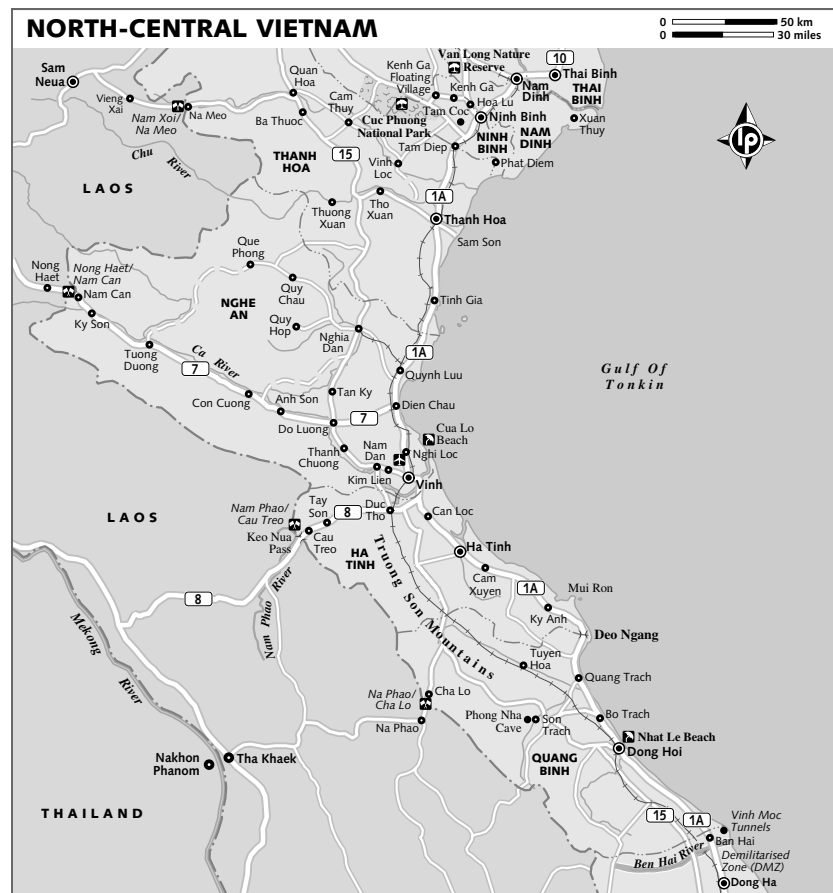 NORTH-CENTRAL VIETNAM
0 50 km
0 30 miles
Sam
Neua
Vieng
Xai
Nam Xoi/
Na Meo
Na Meo
Quan
Hoa
Ba Thuoc
Cam
Thuy
Kenh Ga
Floating
Village
Van Long Nature
Reserve
Kenh Ga
Hoa Lu
Tam Coc
Cuc Phuong
National Park
Nam
Dinh
10
Thai Binh
THAI
BINH
Xuan
Thuy
Ninh Binh
NINH
BINH
NAM
DINH
Tam Diep
Phat Diem
Chu
River
LAOS
THANH
HOA
15
Vinh
Loc
Thuong
Xuan
Tho
Xuan
1A
Thanh Hoa
Sam Son
lp
Nong
Haet
Nong Haet/
Nam Can
Nam Can
Ky Son
Que
Phong
Quy
Chau
NGHE
AN
Quy
Hop
Nghia
Dan
Tinh Gia
Tuong
Duong
Ca River
7
1A
Quynh Luu
Gulf Of
Tonkin
Con Cuong
Anh Son
Tan Ky
7
Dien Chau
Do Luong
Thanh
Chuong
Nam
Dan
Kim Lien
Cua Lo
Beach
Nghi Loc
Vinh
LAOS
Nam Phao/
Cau Treo
Keo Nua
Pass
Tay
Son
Cau
Treo
8
Duc
Tho
Can Loc
HA
TINH
Ha Tinh
Cam
Xuyen
1A
Mui Ron
Ky Anh
Deo Ngang
Truong Son Mountains
8
Nam Phao River
Mekong
River
Tuyen
Hoa
Quang Trach
Na Phao/
Cha Lo
Cha Lo
Na Phao
Phong Nha
Cave
Son
Trach
Bo Trach
Nhat Le Beach
Dong Hoi
QUANG
BINH
Nakhon
Phanom
Tha Khaek
THAILAND
15
1A
Vinh Moc
Tunnels
Ban Hai
Ben Hai River
Demilitarised
Zone (DMZ)
Dong Ha